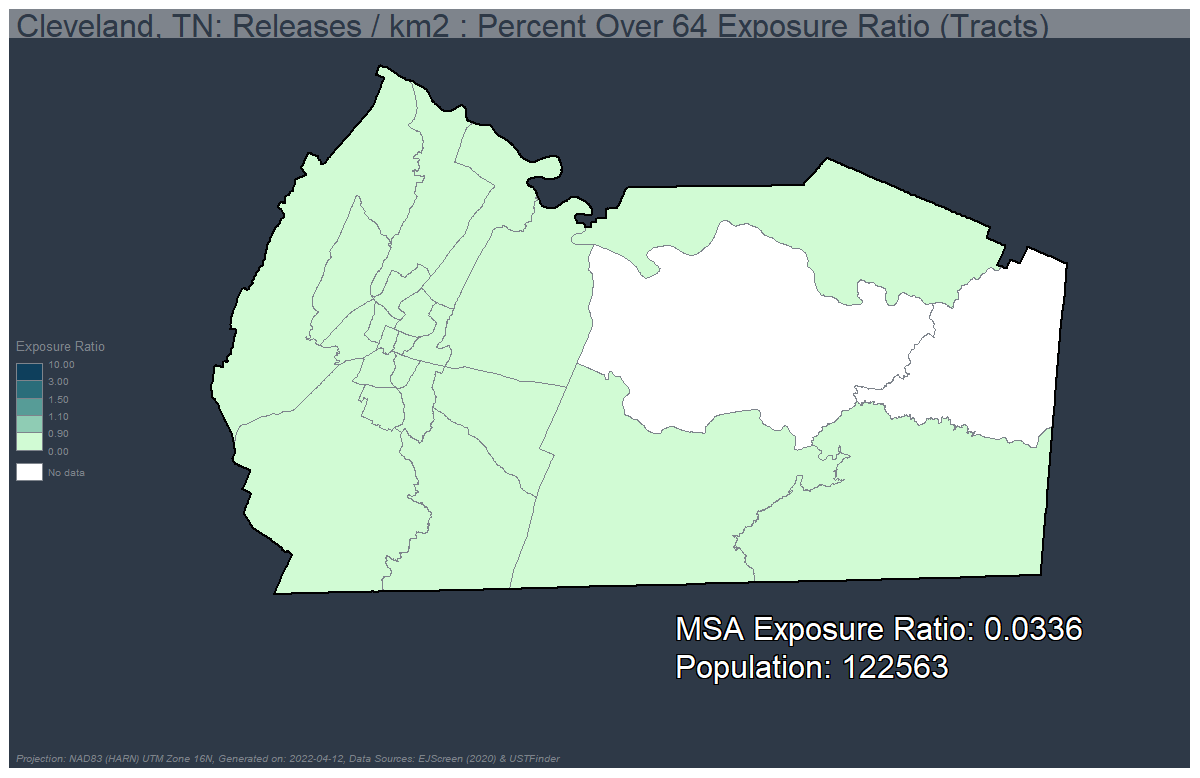 Cleveland, TN: Releases / km2 : Percent Over 64 Exposure Ratio (Tracts)
Exposure Ratio
10.00
3.00
1.50
1.10
0.90
0.00
No data
MSA Exposure Ratio: 0.0336
Population: 122563
Projection: NAD83 (HARN) UTM Zone 16N, Generated on: 2022-04-12, Data Sources: EJScreen (2020) & USTFinder